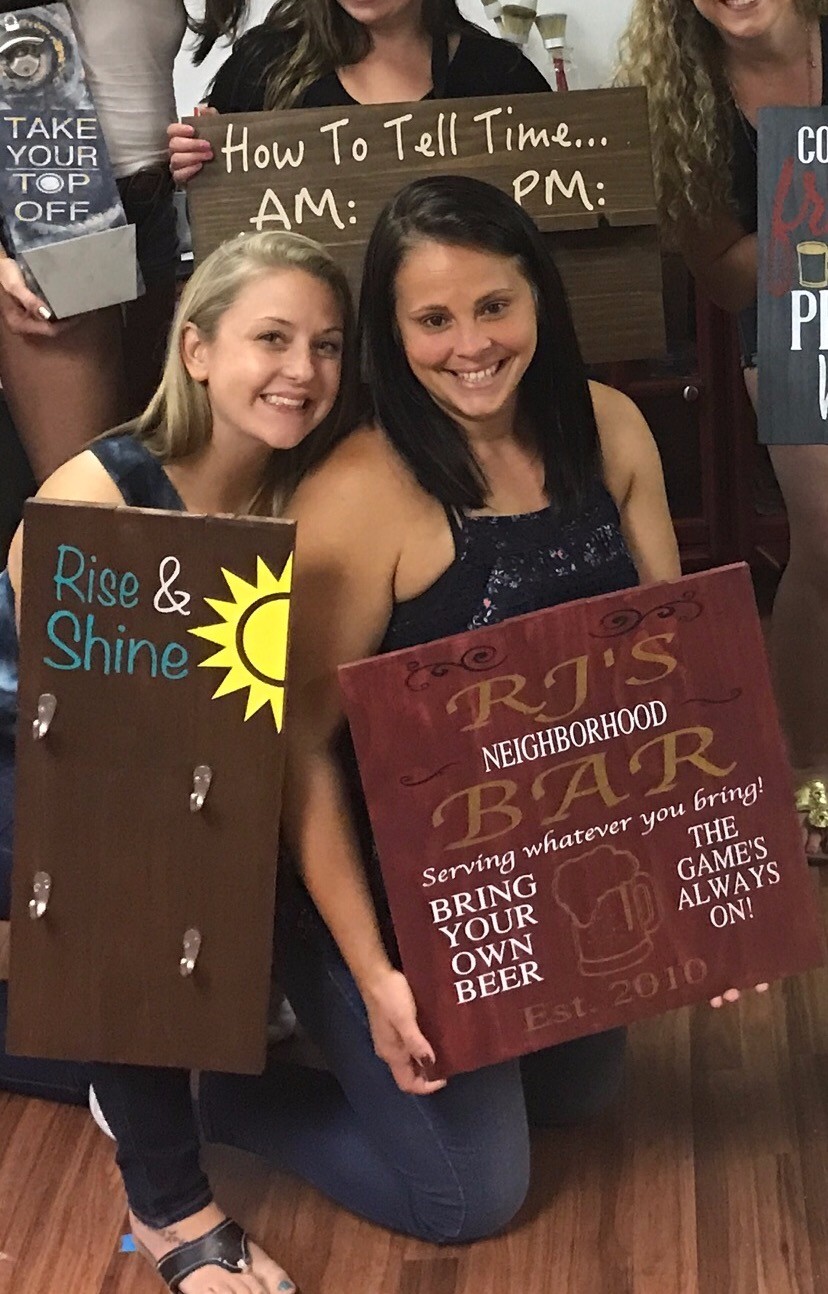 TAKE
YOUR
TOP
OFF
How To Tell Time...
AM: PM:
Rise &
Shine
RJ'S
NEIGHBORHOOD
BAR
Serving whatever you bring!
BRING
YOUR
OWN
BEER
THE
GAME'S
ALWAYS
ON!
Est. 2010